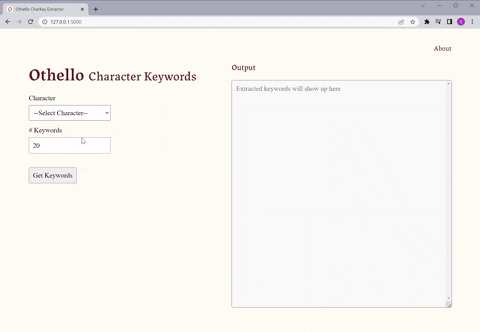 Othello CharKey Extractor
127.0.0.1:5000
About
Othello Character Keywords
Output
Character
--Select Character--
Extracted keywords will show up here
# Keywords
20
Get Keywords